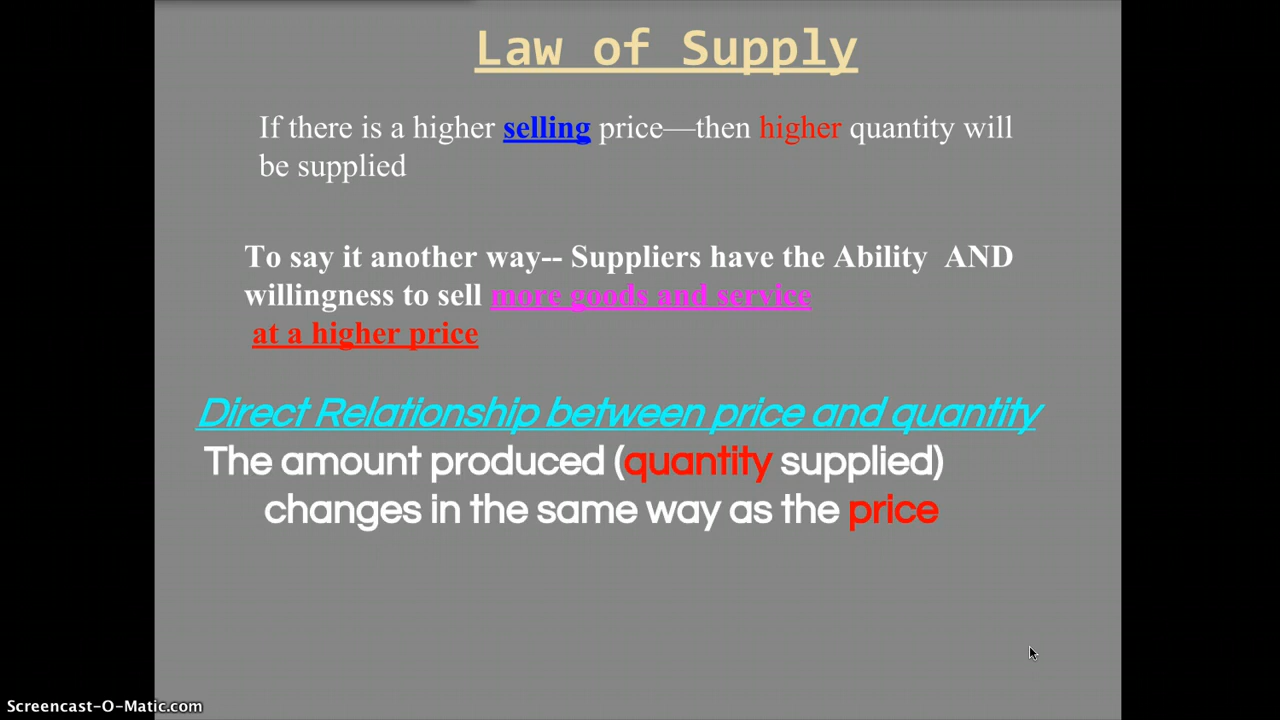 Law of Supply
If there is a higher selling price—then higher quantity will
be supplied
To say it another way-- Suppliers have the Ability  AND
willingness to sell more goods and service
at a higher price
Direct Relationship between price and quantity
The amount produced (quantity supplied)
changes in the same way as the price
Screencast-O-Matic.com